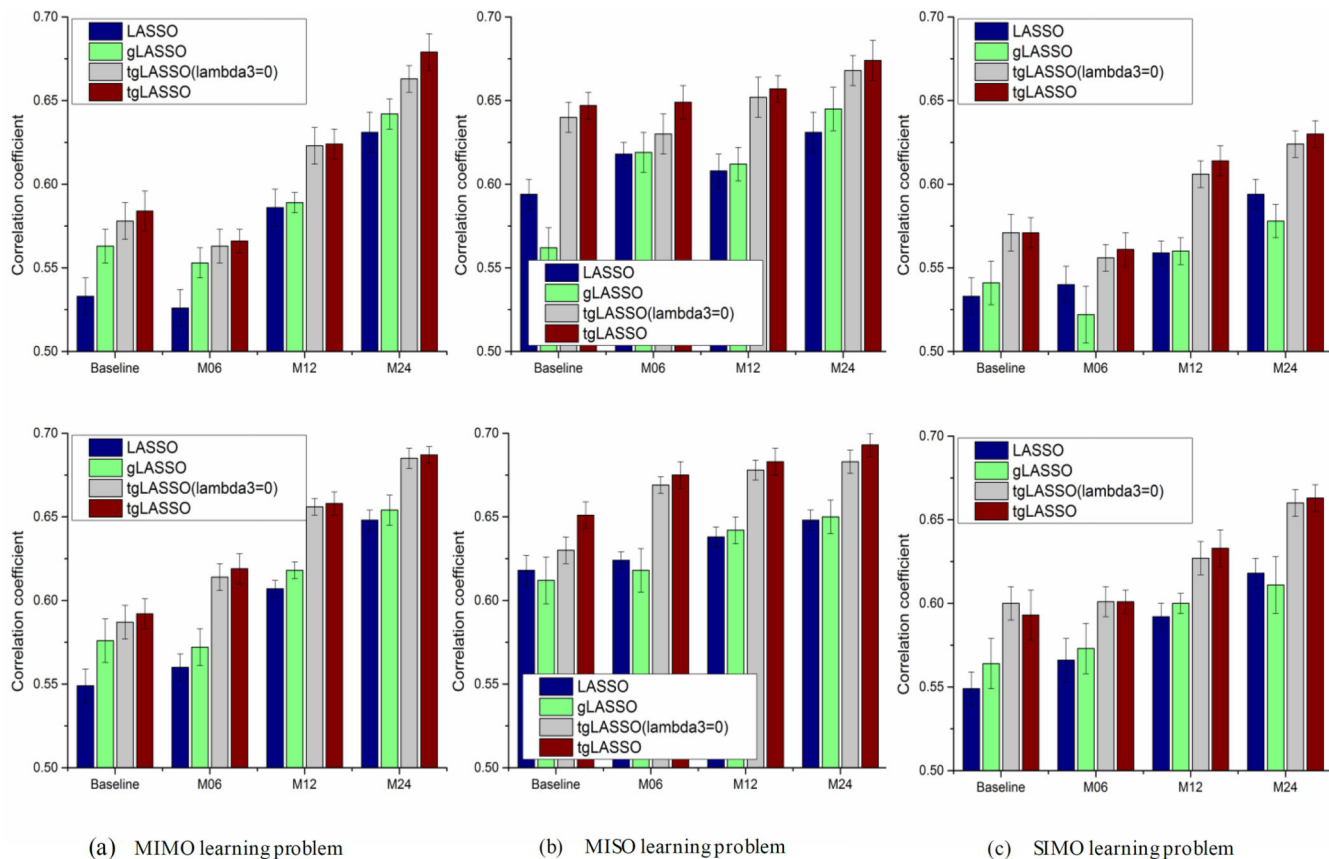 0.70
0.65
0.60
0.55
0.50
Correlation coefficient
LASSO
gLASSO
tgLASSO(lambda3=0)
tgLASSO
Baseline M06 M12 M24
0.70
0.65
0.60
0.55
0.50
Correlation coefficient
LASSO
gLASSO
tgLASSO(lambda3=0)
tgLASSO
Baseline M06 M12 M24
0.70
0.65
0.60
0.55
0.50
Correlation coefficient
LASSO
gLASSO
tgLASSO(lambda3=0)
tgLASSO
Baseline M06 M12 M24
0.70
0.65
0.60
0.55
0.50
Correlation coefficient
LASSO
gLASSO
tgLASSO(lambda3=0)
tgLASSO
Baseline M06 M12 M24
0.70
0.65
0.60
0.55
0.50
Correlation coefficient
LASSO
gLASSO
tgLASSO(lambda3=0)
tgLASSO
Baseline M06 M12 M24
0.70
0.65
0.60
0.55
0.50
Correlation coefficient
LASSO
gLASSO
tgLASSO(lambda3=0)
tgLASSO
Baseline M06 M12 M24
(a) MIMO learning problem
(b) MISO learning problem
(c) SIMO learning problem